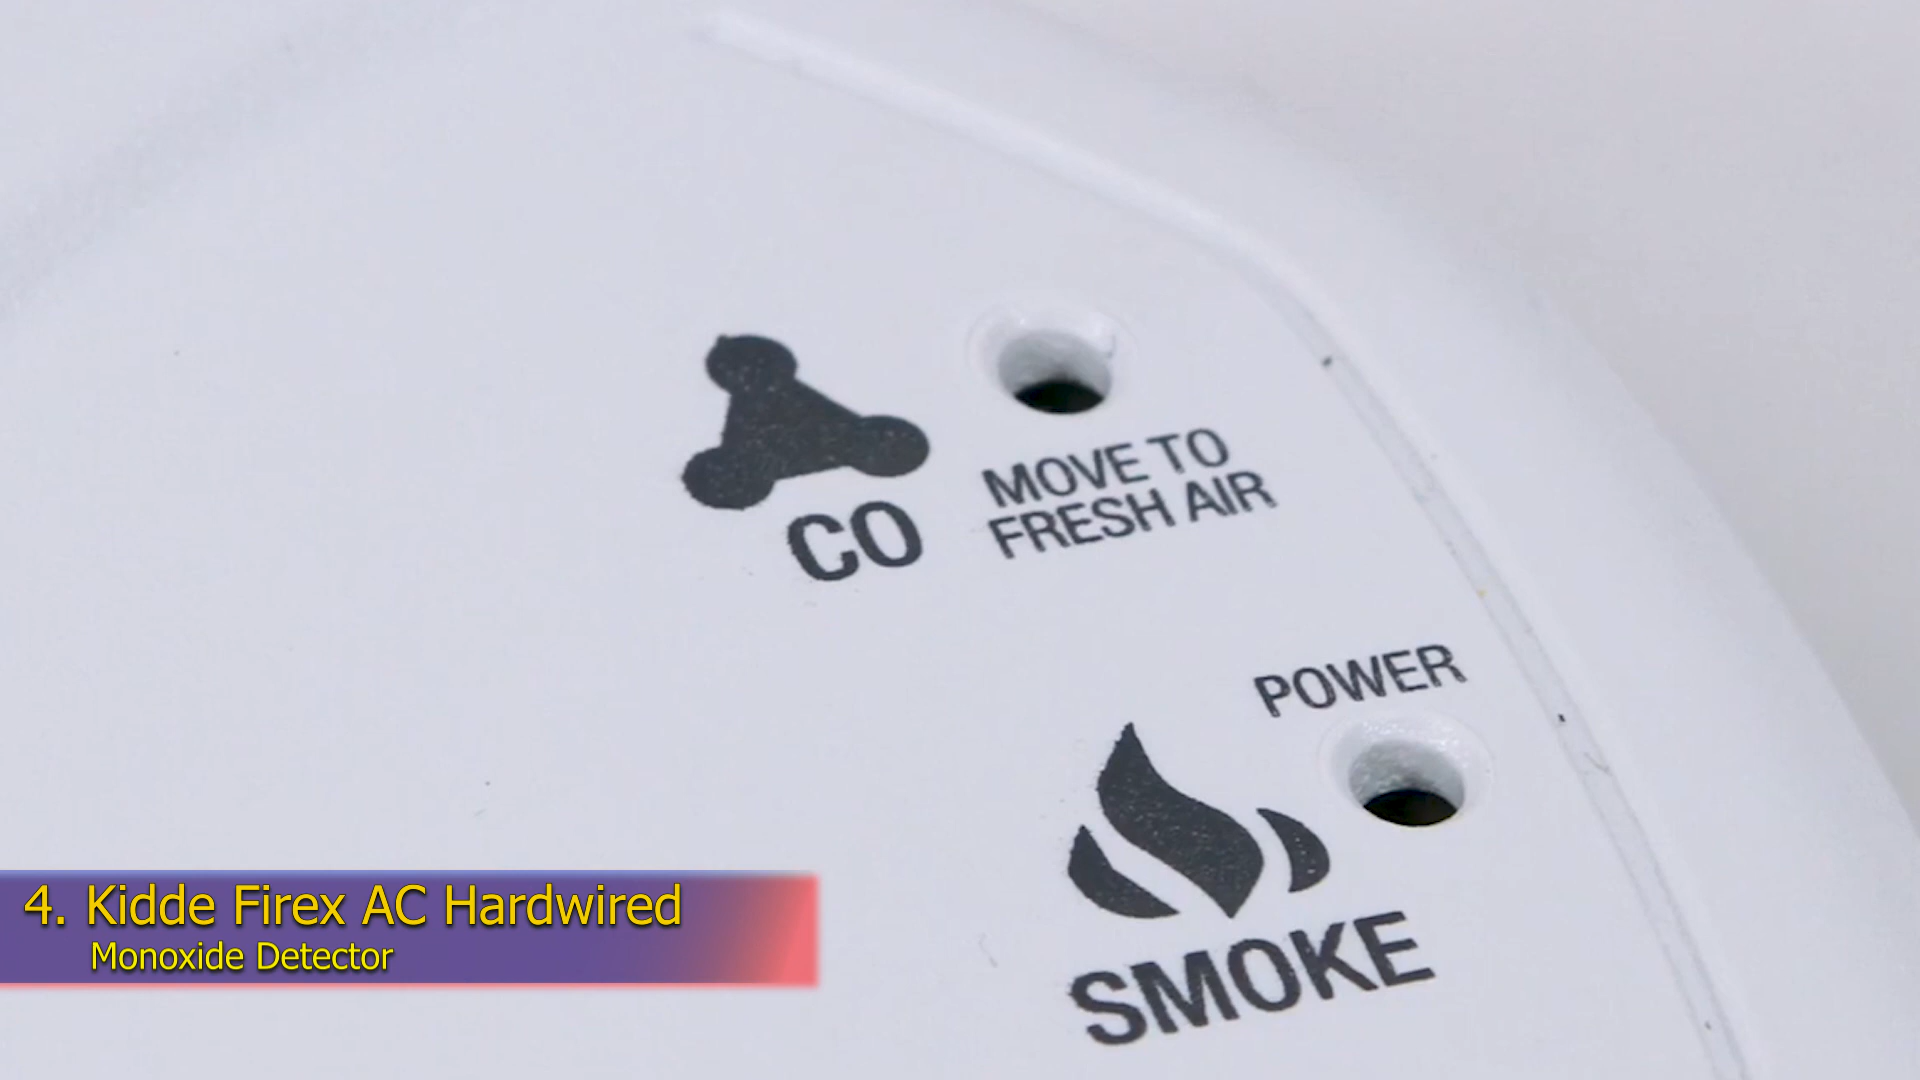 CO
MOVE TO
FRESH AIR
POWER
SMOKE
4. Kidde Firex AC Hardwired
Monoxide Detector